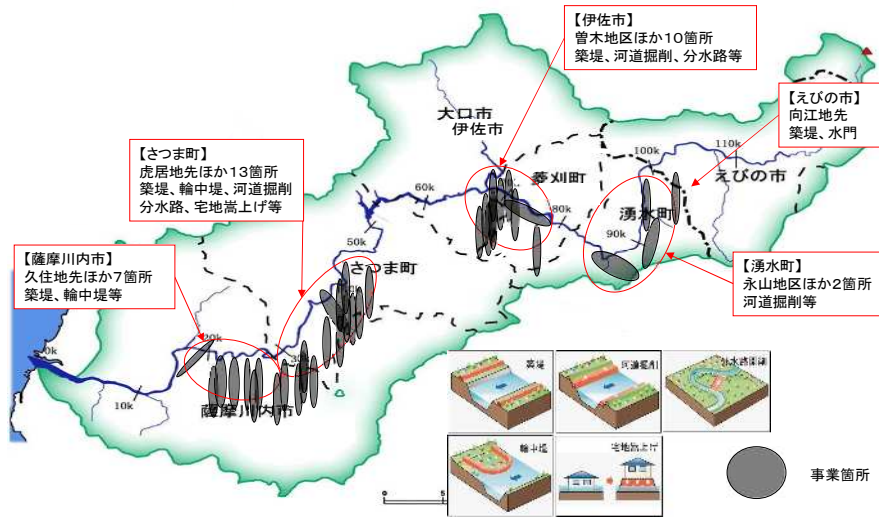 【伊佐市】
曽木地区ほか10箇所
築堤、河道掘削、分水路等
【えびの市】
向江地先
築堤、水門
【さつま町】
虎居地先ほか13箇所
築堤、輪中堤、河道掘削
分水路、宅地嵩上げ等
【薩摩川内市】
久住地先ほか7箇所
築堤、輪中堤等
【湧水町】
永山地区ほか2箇所
河道掘削等
大口市
伊佐市
菱刈町
100k
110k
えびの市
60k
80k
湧水町
90k
50k
さつま町
20k
0k
10k
薩摩川内市
築堤
河道掘削
分水路開削
輪中堤
宅地嵩上げ
0
5
事業箇所